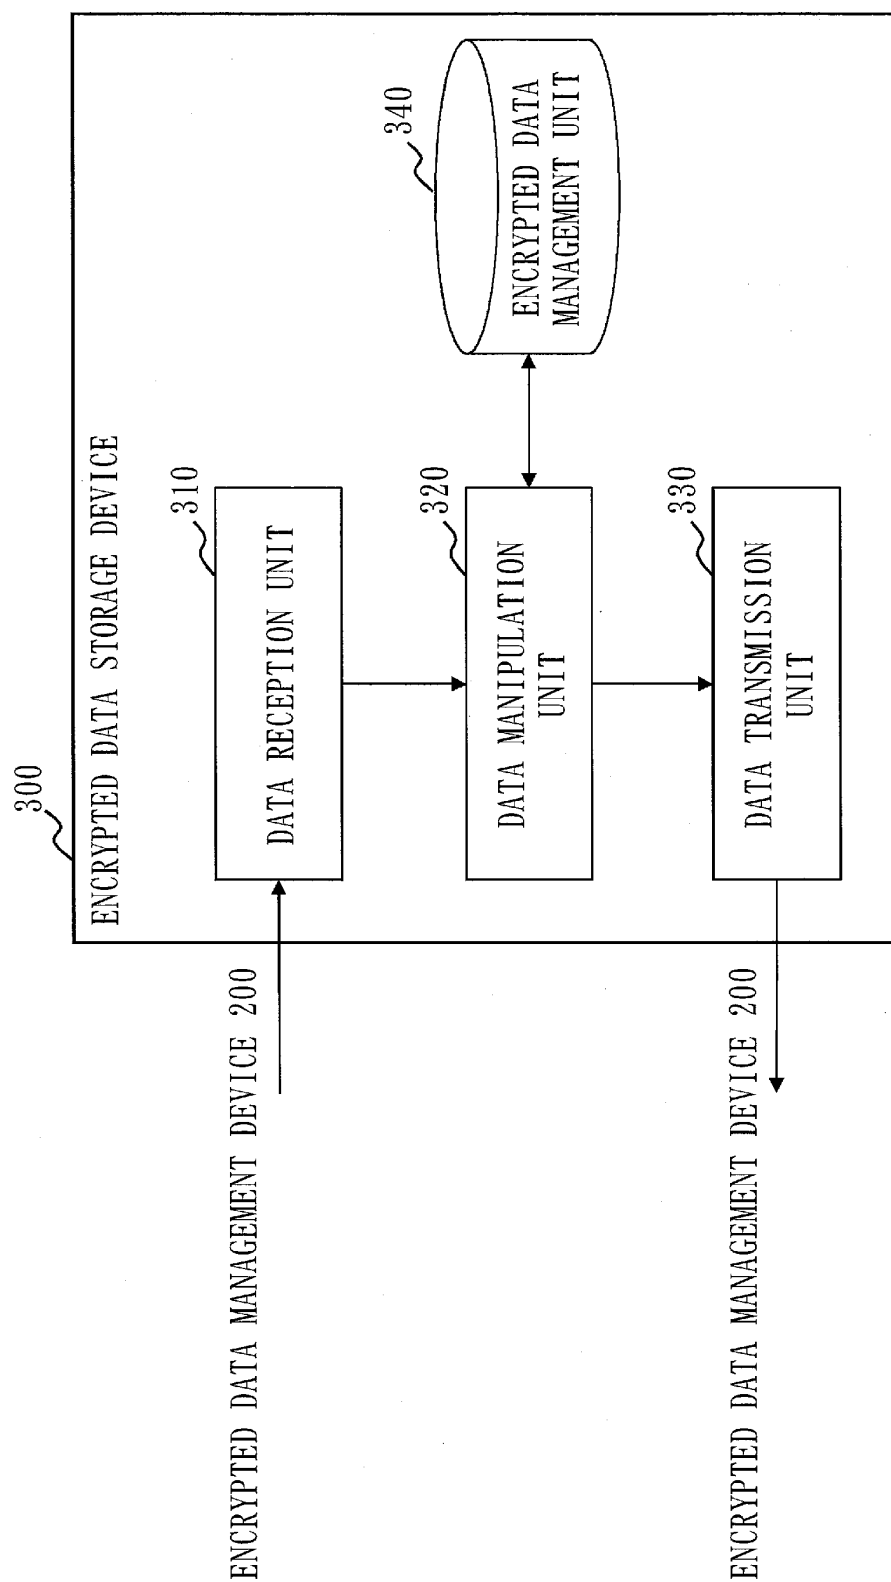 300
ENCRYPTED DATA STORAGE DEVICE
ENCRYPTED DATA MANAGEMENT DEVICE 200
310
DATA RECEPTION UNIT
320
DATA MANIPULATION
UNIT
340
ENCRYPTED DATA
MANAGEMENT UNIT
330
DATA TRANSMISSION
UNIT
ENCRYPTED DATA MANAGEMENT DEVICE 200